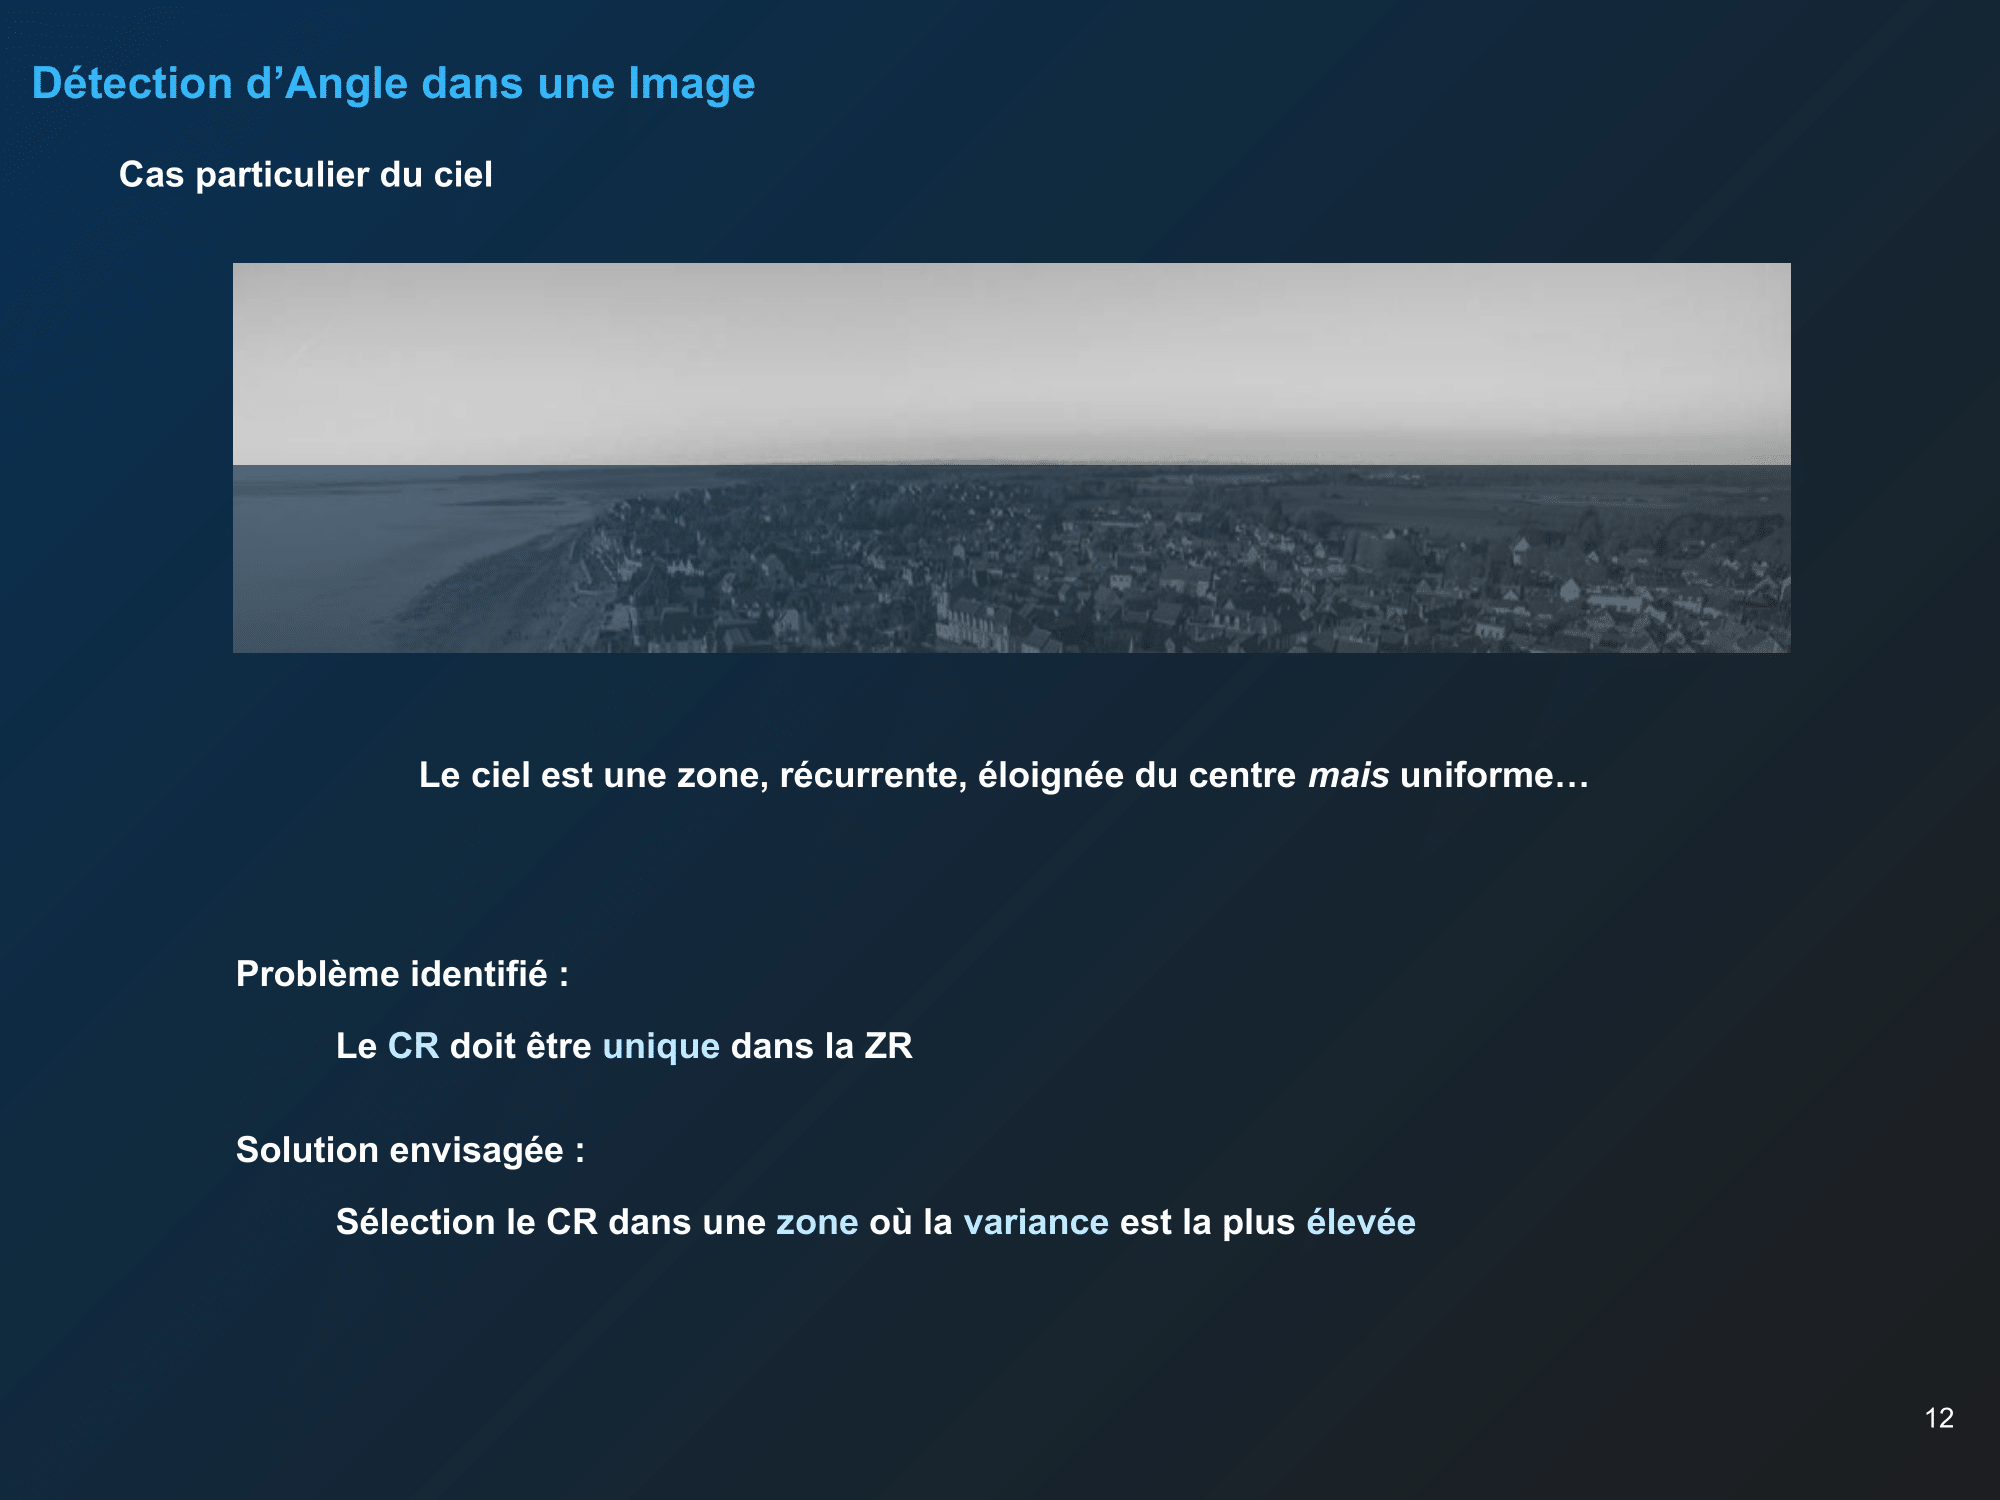 Détection d’Angle dans une Image
Cas particulier du ciel
Le ciel est une zone, récurrente, éloignée du centre mais uniforme…
Problème identifié :
Le CR doit être unique dans la ZR
Solution envisagée :
Sélection le CR dans une zone où la variance est la plus élevée
12